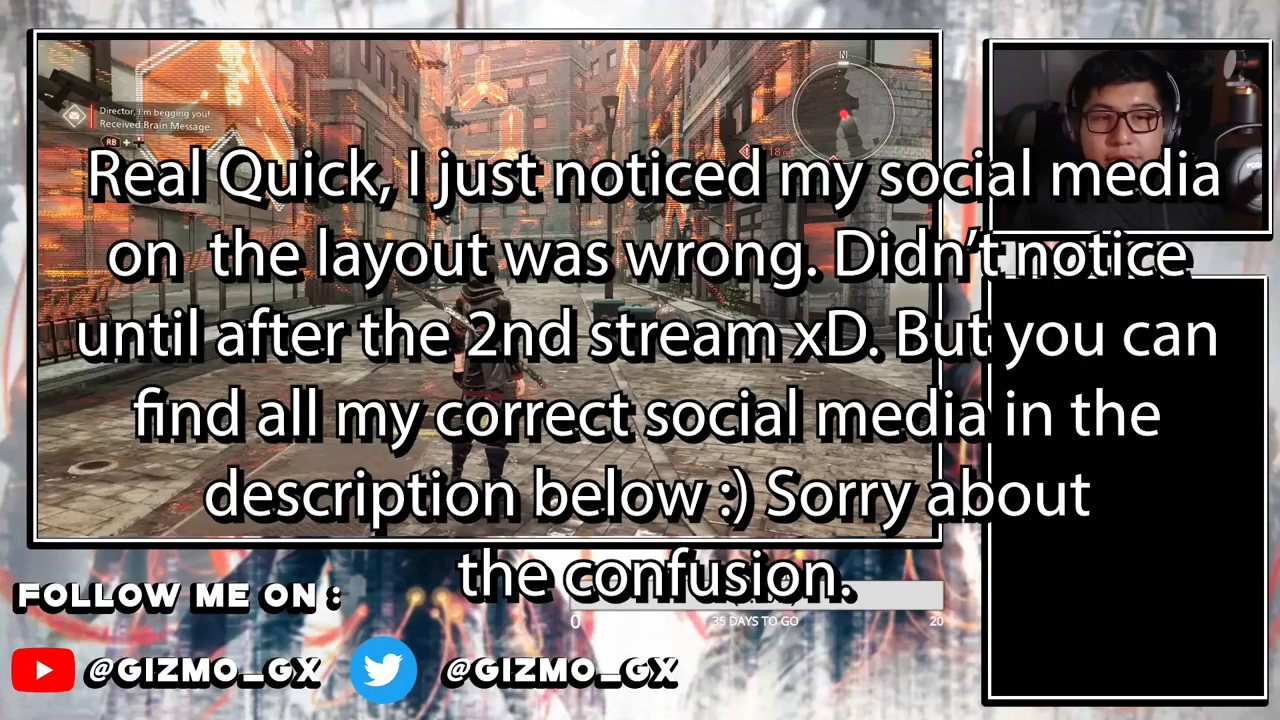 Director, I'm begging you!
Received Brain Message.
RB +
N
18 m
Real Quick, I just noticed my social media
on the layout was wrong. Didn't notice
until after the 2nd stream xD. But you can
find all my correct social media in the
description below :) Sorry about
the confusion.
FOLLOW ME ON :
0
35 DAYS TO GO
20
@GIZMO_GX
@GIZMO_GX